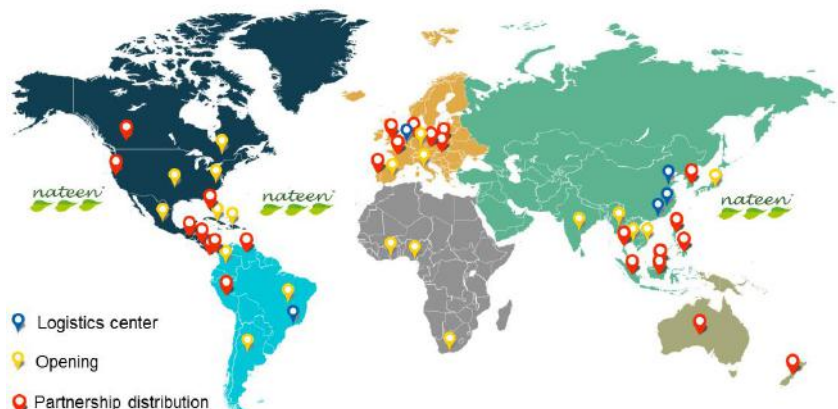 nateen
nateen
nateen
Logistics center
Opening
Partnership distribution